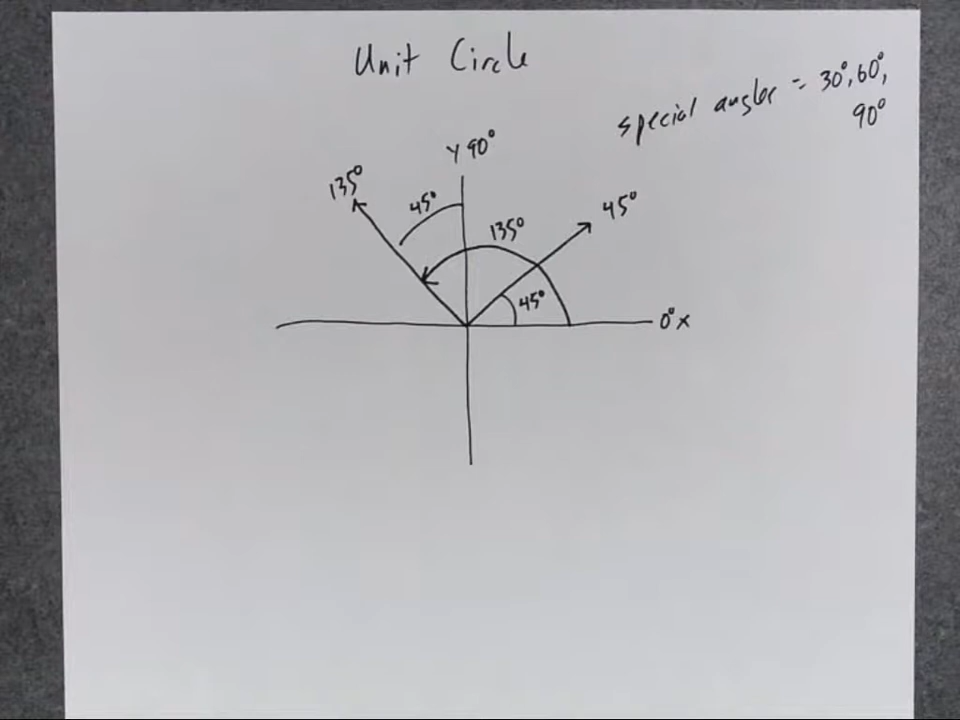 Unit Circle
special angles = 30°, 60°,
90°
Y 90°
135°
45°
45°
135°
45°
0° X